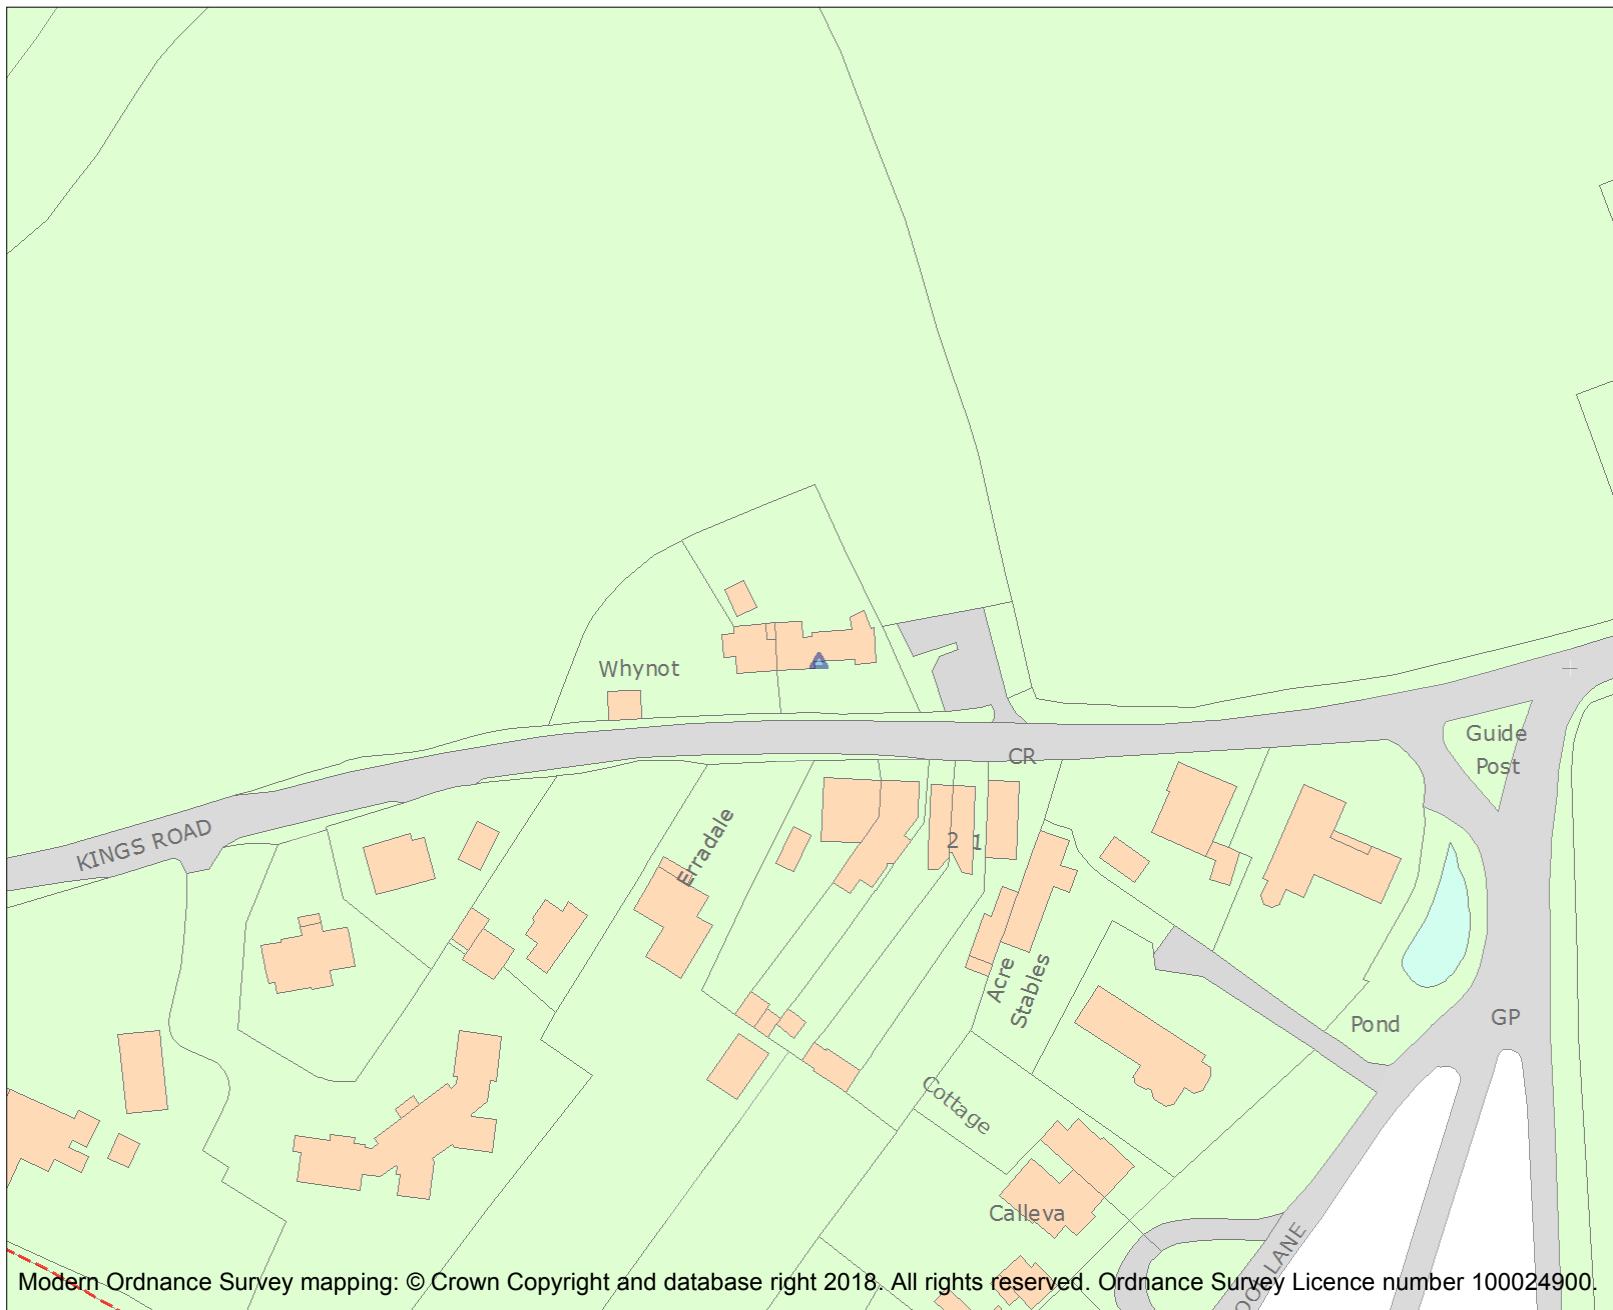 Whynot
CR
Guide
Post
KINGS ROAD
Erradale
2
1
Acre
Stables
Pond
GP
Cottage
Calleva
LANE
Modern Ordnance Survey mapping: © Crown Copyright and database right 2018. All rights reserved. Ordnance Survey Licence number 100024900.